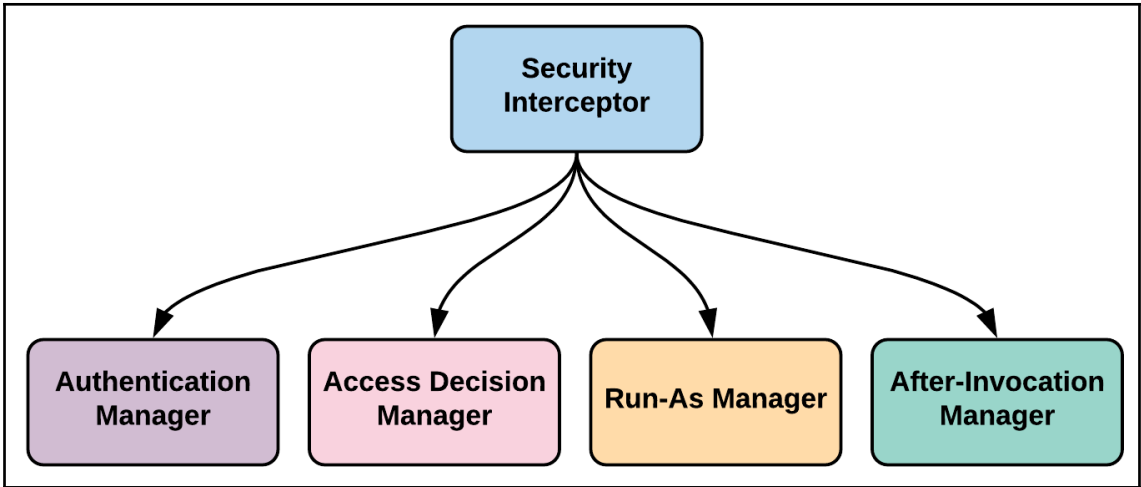 Security
Interceptor
Authentication
Manager
Access Decision
Manager
Run-As Manager
After-Invocation
Manager